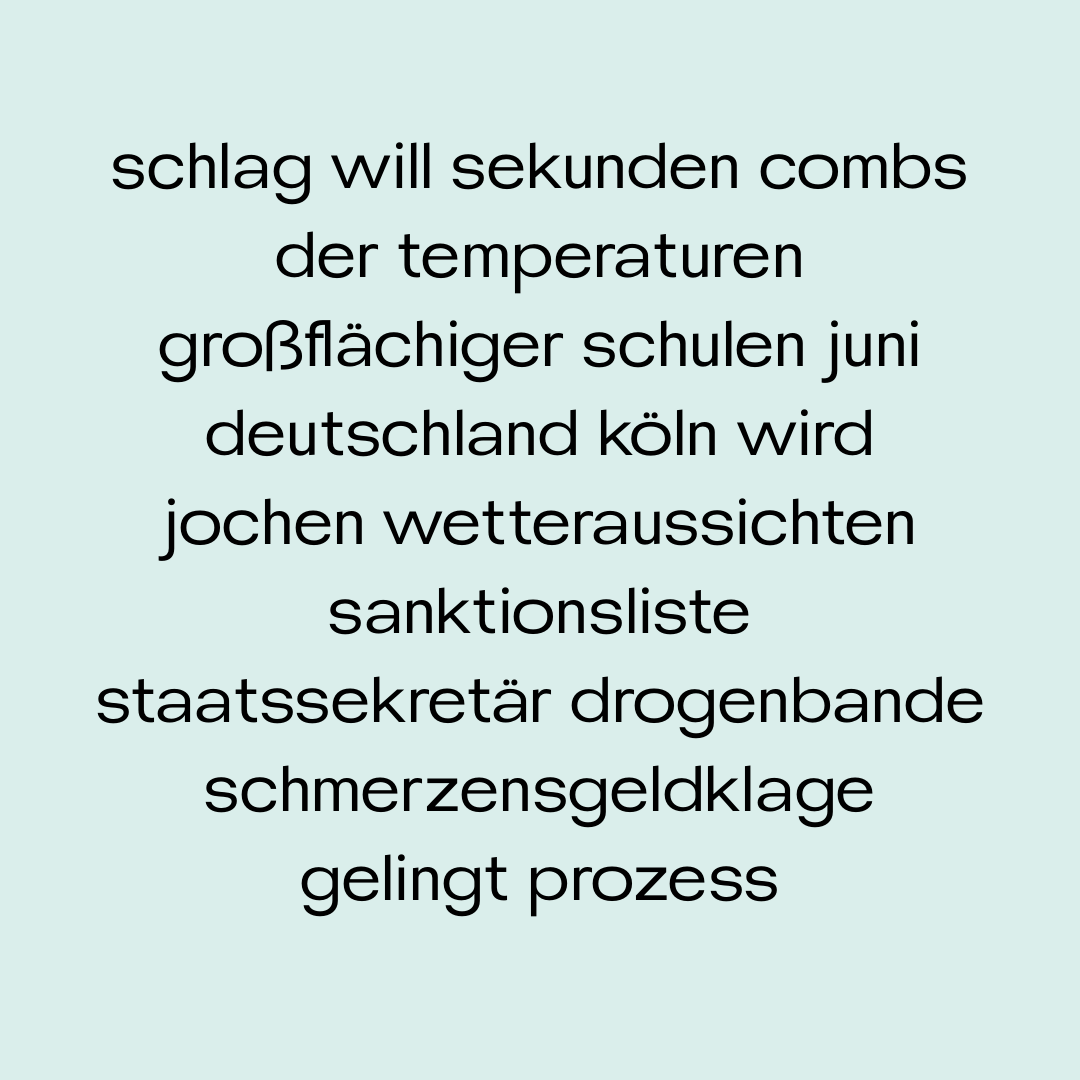 schlag will sekunden combs
der temperaturen
großflächiger schulen juni
deutschland köln wird
jochen wetteraussichten
sanktionsliste
staatssekretär drogenbande
schmerzensgeldklage
gelingt prozess